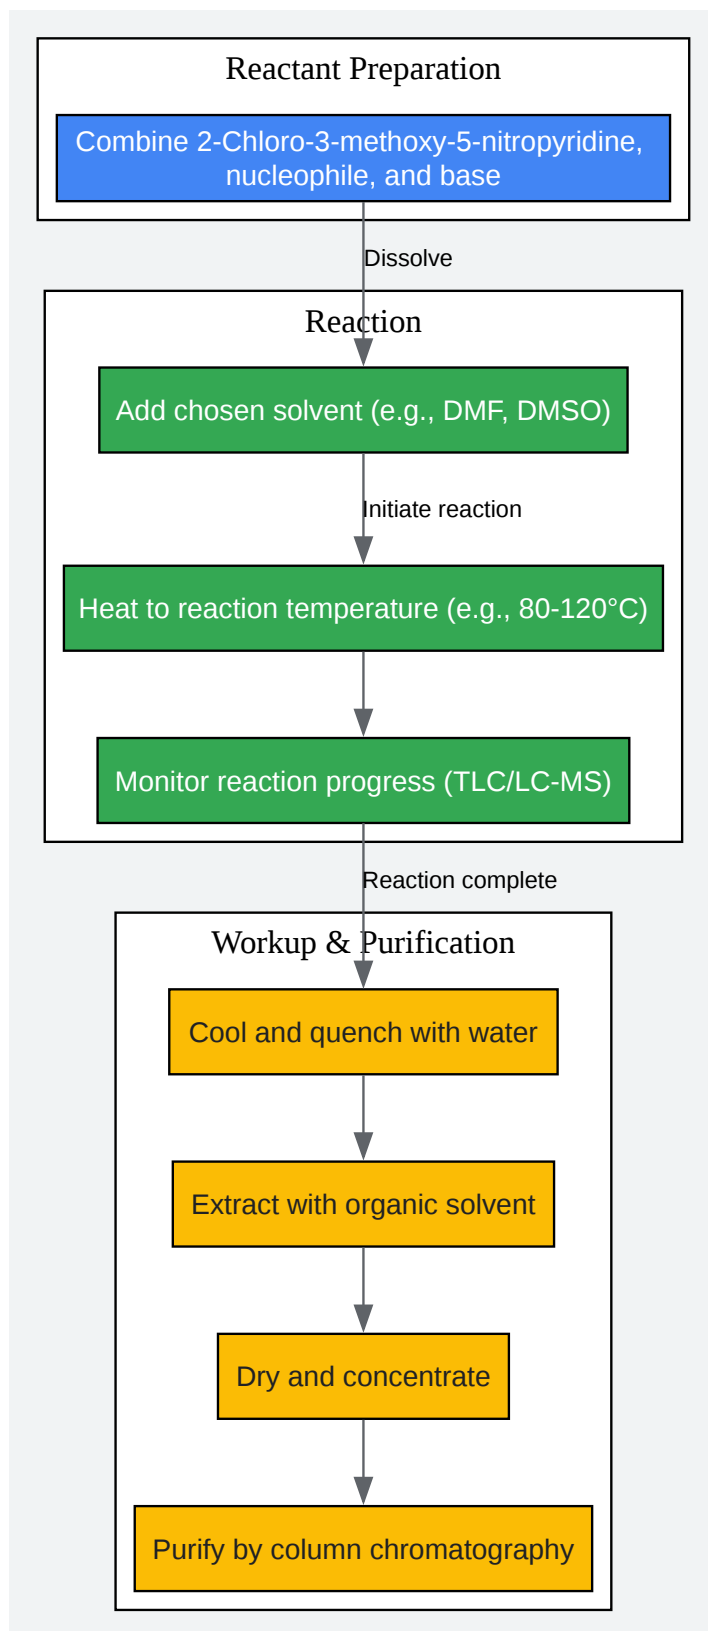 Reactant Preparation
Combine 2-Chloro-3-methoxy-5-nitropyridine,
nucleophile, and base
Dissolve
Reaction
Add chosen solvent (e.g., DMF, DMSO)
Initiate reaction
Heat to reaction temperature (e.g., 80-120°C)
Monitor reaction progress (TLC/LC-MS)
Reaction complete
Workup & Purification
Cool and quench with water
Extract with organic solvent
Dry and concentrate
Purify by column chromatography